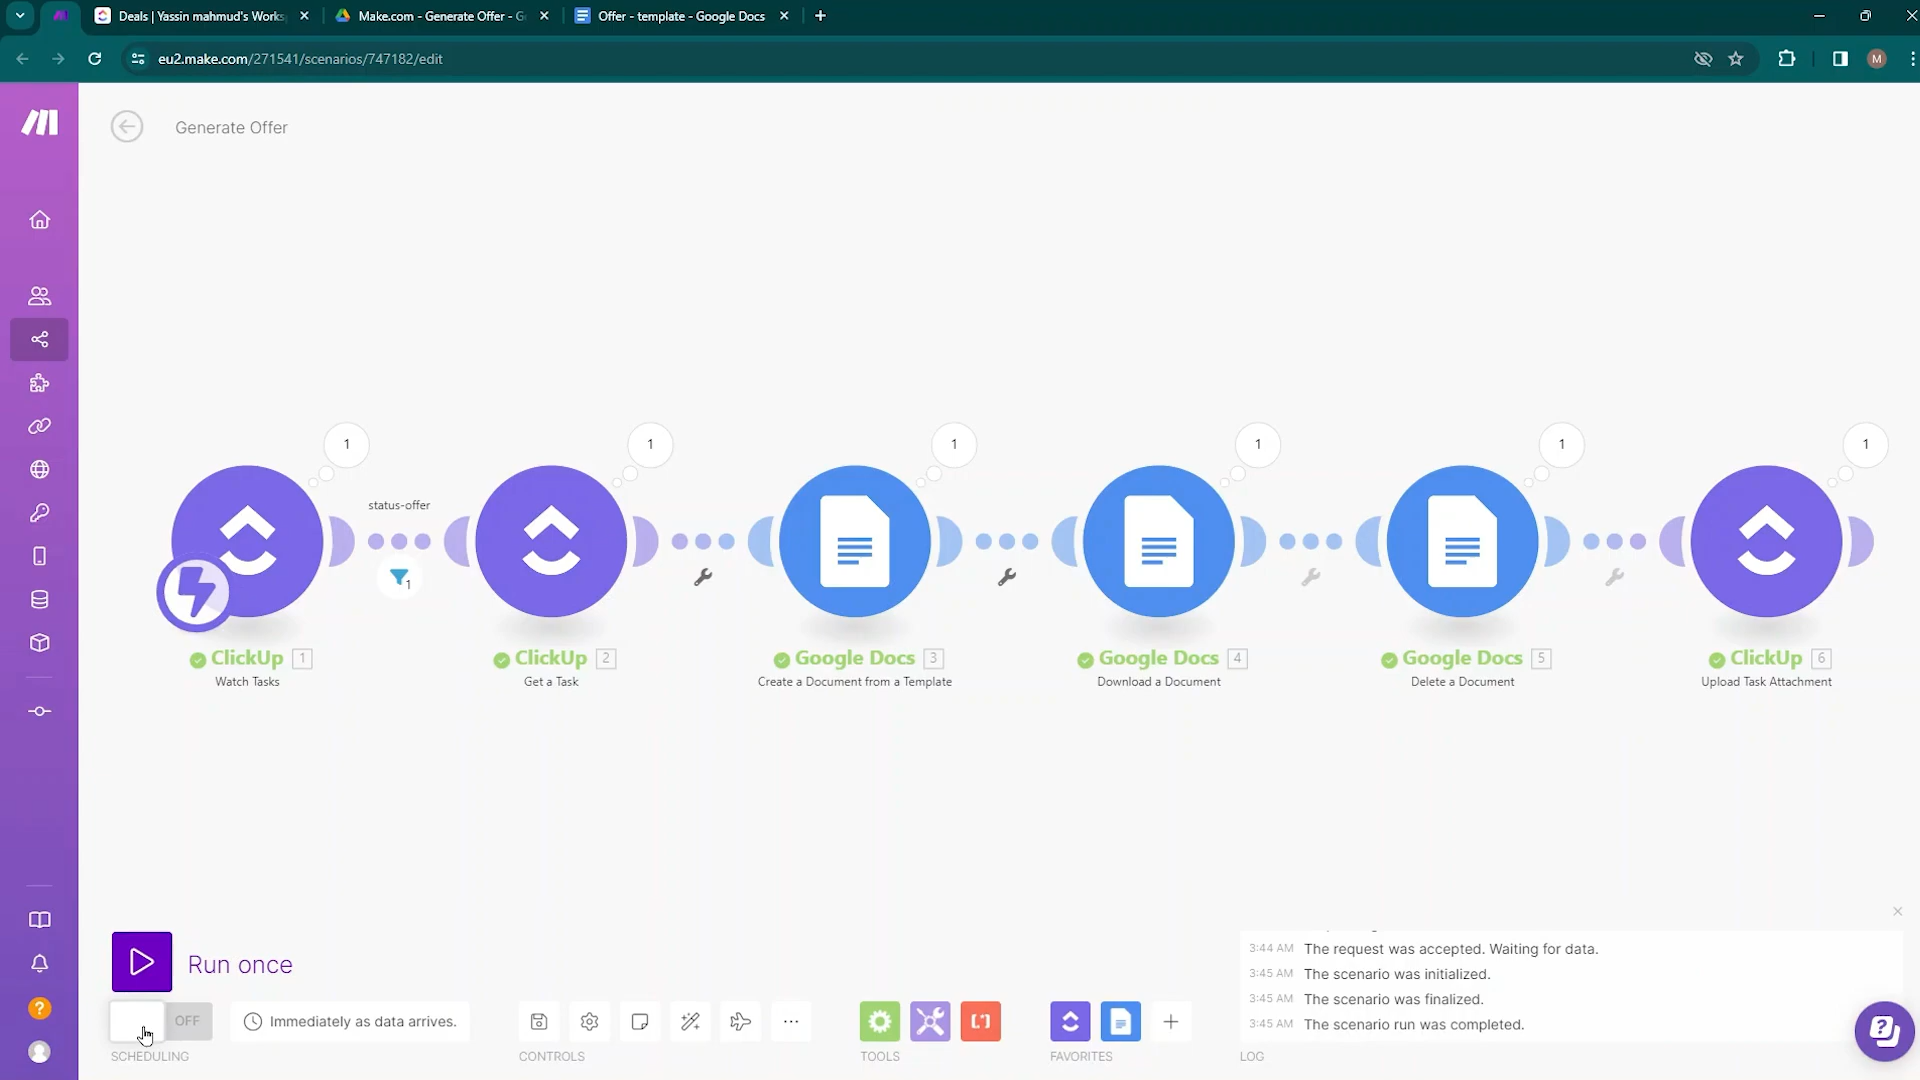 Deals | Yassin mahmud's Works
Make.com - Generate Offer - G
Offer - template - Google Docs
eu2.make.com/271541/scenarios/747182/edit
M
Generate Offer
1
1
1
1
1
1
status-offer
1
ClickUp 1
Watch Tasks
ClickUp 2
Get a Task
Google Docs 3
Create a Document from a Template
Google Docs 4
Download a Document
Google Docs 5
Delete a Document
ClickUp 6
Upload Task Attachment
Run once
OFF
Immediately as data arrives.
SCHEDULING
CONTROLS
TOOLS
FAVORITES
3:44 AM The request was accepted. Waiting for data.
3:45 AM The scenario was initialized.
3:45 AM The scenario was finalized.
3:45 AM The scenario run was completed.
LOG